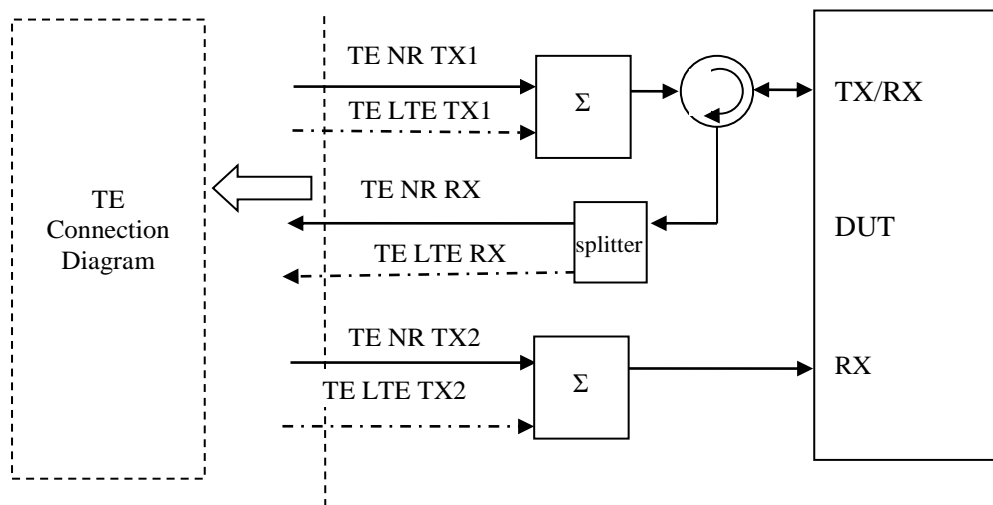 TE
Connection
Diagram
TE NR TX1
TE LTE TX1
Σ
TE NR RX
TE LTE RX
splitter
TE NR TX2
TE LTE TX2
Σ
TX/RX
DUT
RX